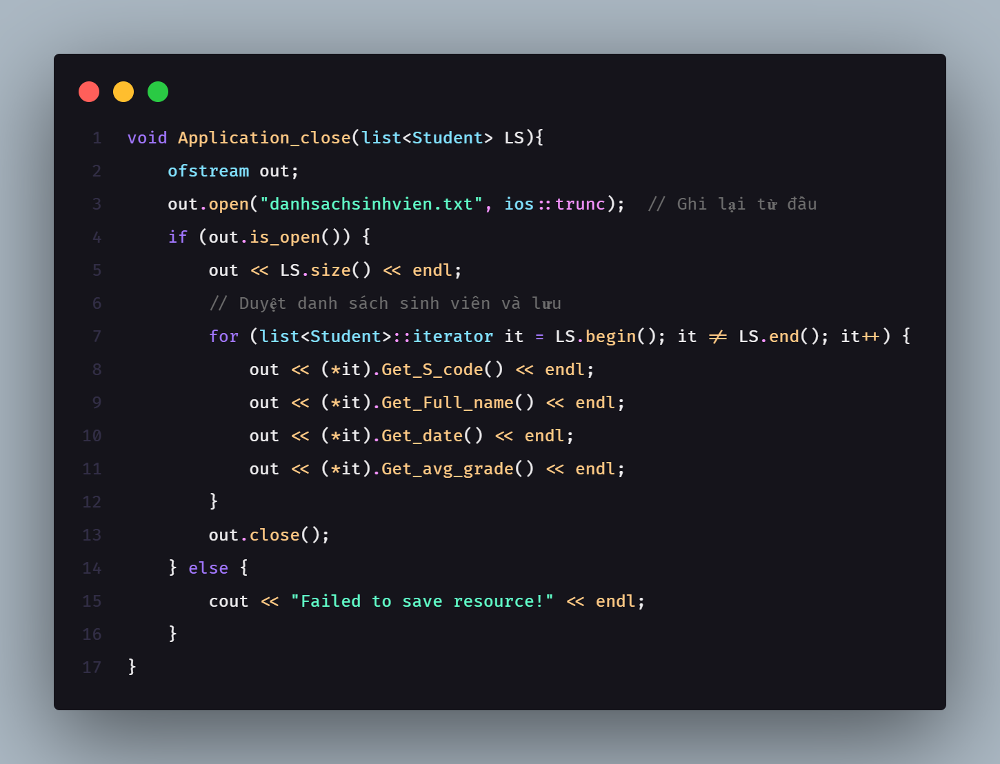 1 void Application_close(list<Student> LS){
2     ofstream out;
3     out.open("danhsachsinhvien.txt", ios::trunc);  // Ghi lại từ đầu
4     if (out.is_open()) {
5         out << LS.size() << endl;
6         // Duyệt danh sách sinh viên và lưu
7         for (list<Student>::iterator it = LS.begin(); it != LS.end(); it++) {
8             out << (*it).Get_S_code() << endl;
9             out << (*it).Get_Full_name() << endl;
10             out << (*it).Get_date() << endl;
11             out << (*it).Get_avg_grade() << endl;
12         }
13         out.close();
14     } else {
15         cout << "Failed to save resource!" << endl;
16     }
17 }